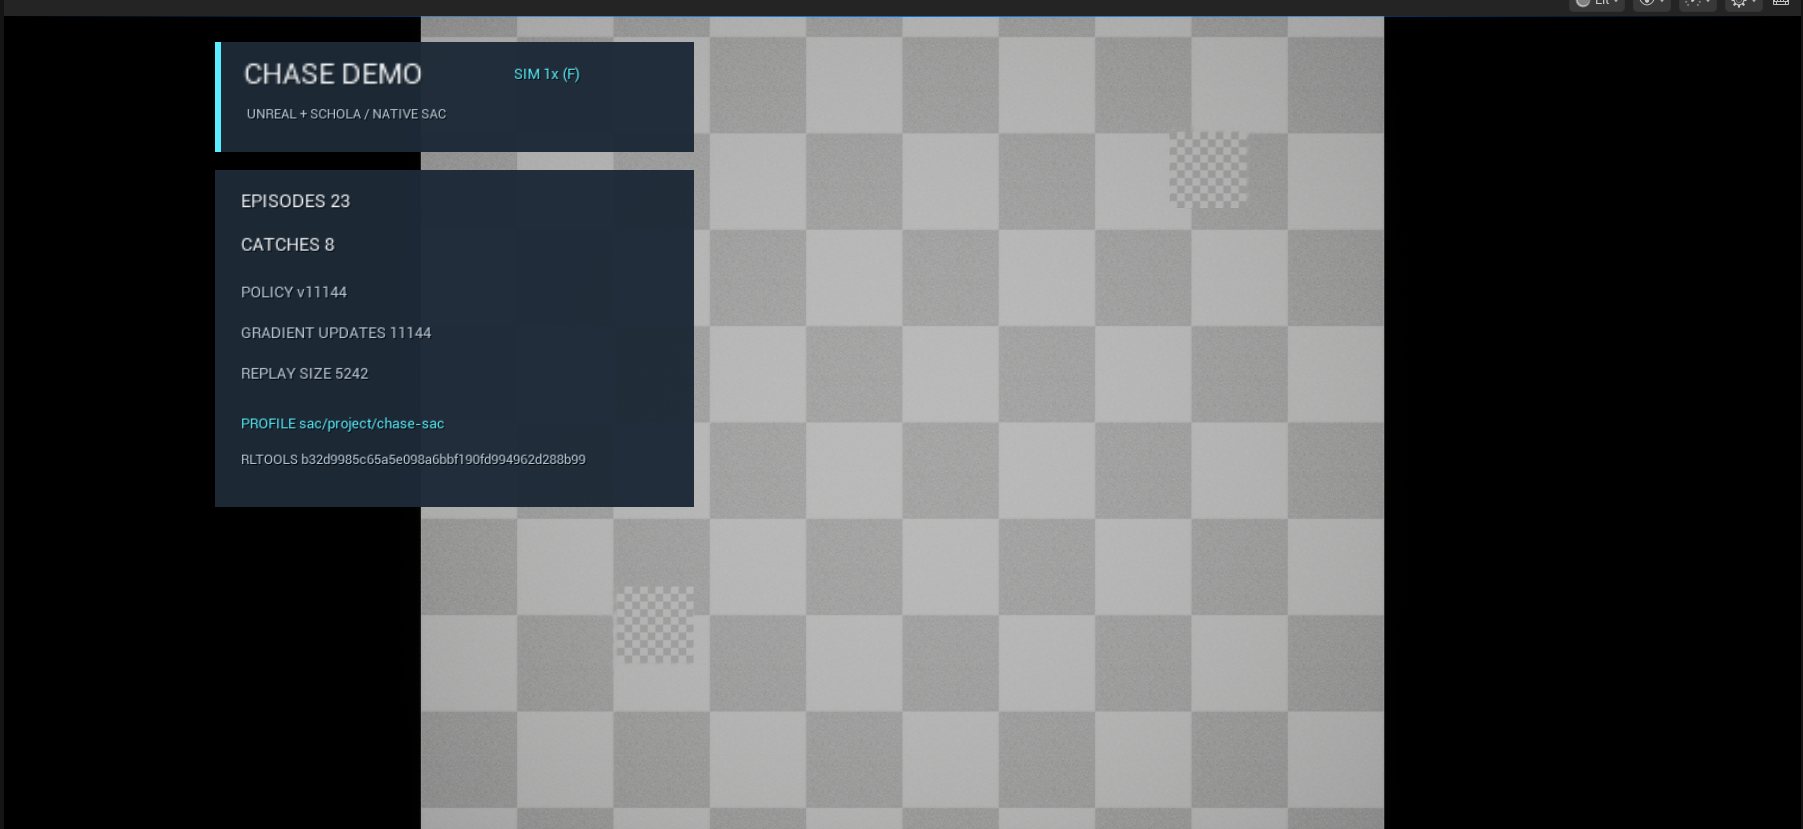 Lit
CHASE DEMO
SIM 1x (F)
UNREAL + SCHOLA / NATIVE SAC
EPISODES 23
CATCHES 8
POLICY v11144
GRADIENT UPDATES 11144
REPLAY SIZE 5242
PROFILE sac/project/chase-sac
RLTOOLS b32d9985c65a5e098a6bbf190fd994962d288b99